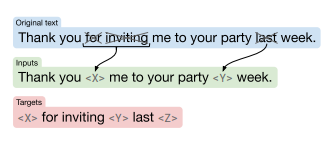 Original text
Thank you for inviting me to your party last week.
Inputs
Thank you <X> me to your party <Y> week.
Targets
<X> for inviting <Y> last <Z>